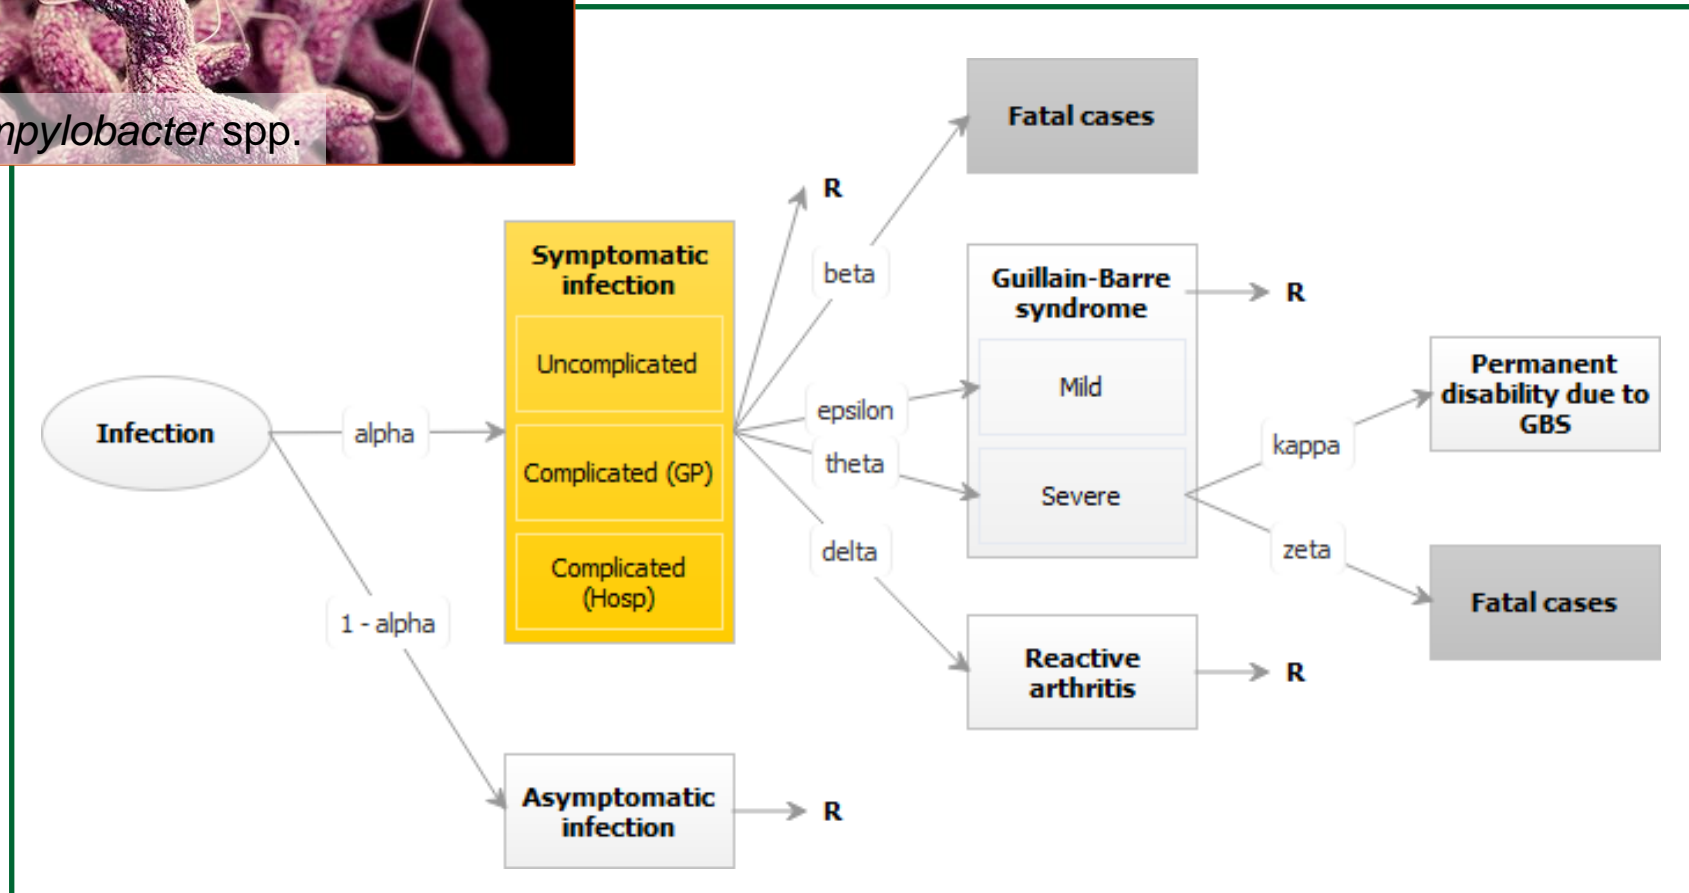 mpylobacter spp.
Fatal cases
R
beta
Symptomatic
infection
Uncomplicated
Complicated (GP)
Complicated
(Hosp)
Guillain-Barre
syndrome
R
Mild
Severe
epsilon
theta
Infection
alpha
kappa
Permanent
disability due to
GBS
delta
zeta
Fatal cases
1 - alpha
Reactive
arthritis
R
Asymptomatic
infection
R